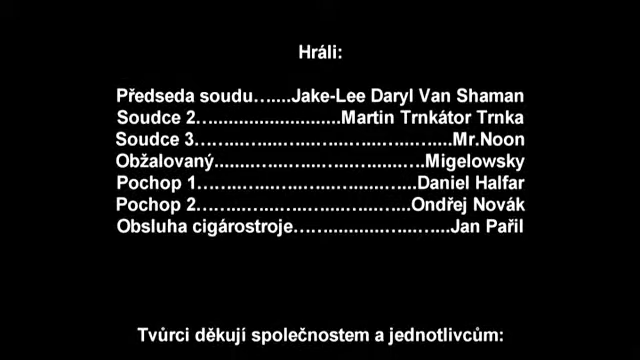 Hráli:
Předseda soudu…....Jake-Lee Daryl Van Shaman
Soudce 2............................Martin Trnkátor Trnka
Soudce 3……..…..…….…..…….…..…....Mr.Noon
Obžalovaný.......…..…….…..…….…..….Migelowsky
Pochop 1……..…..…….…..…….…..…...Daniel Halfar
Pochop 2……..…..…….…..…….…..…..Ondřej Novák
Obsluha cigárostroje……...........…..…...Jan Pařil
Tvůrci děkují společnostem a jednotlivcům: